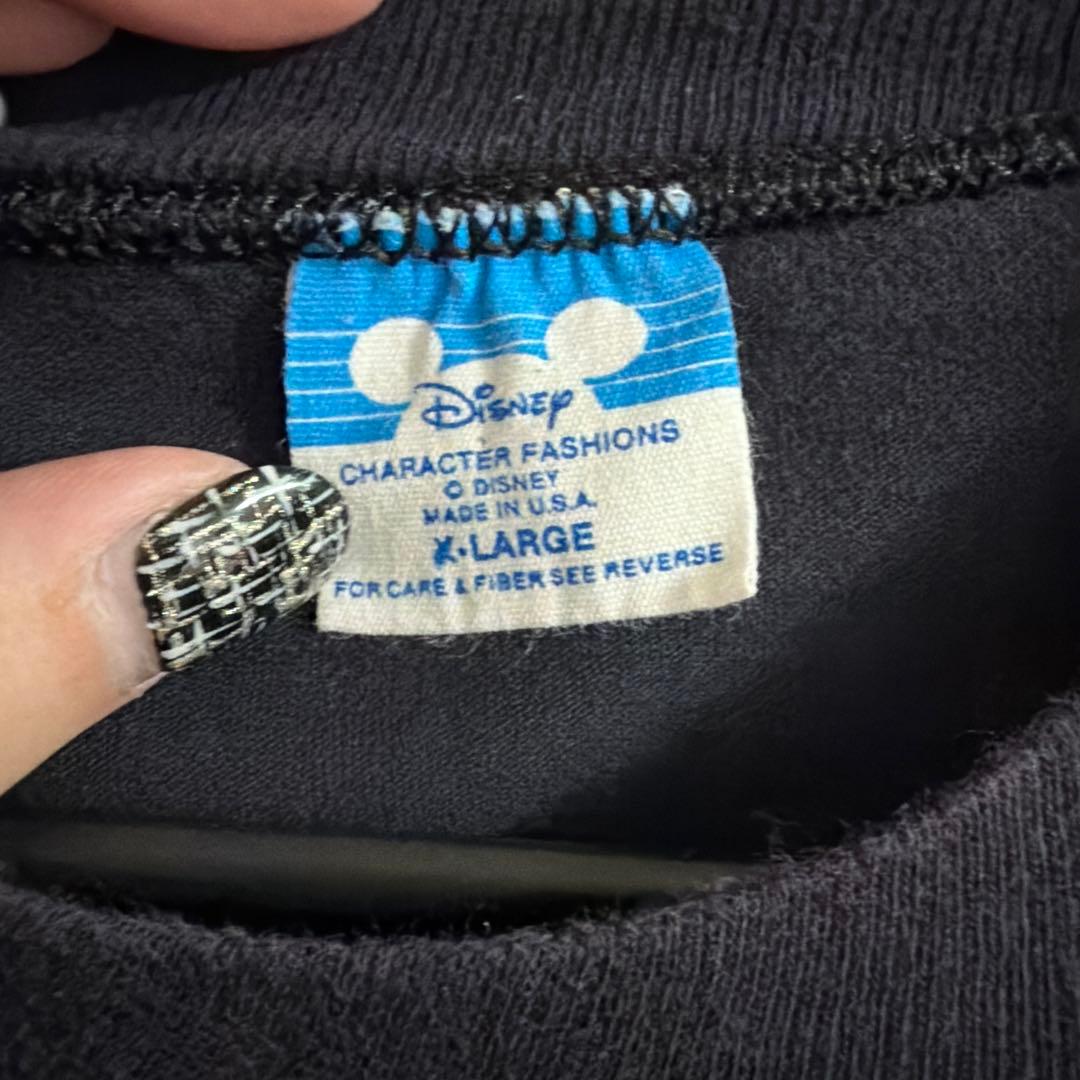 Disney
CHARACTER FASHIONS
© DISNEY
MADE IN U.S.A.
X-LARGE
FOR CARE & FIBER SEE REVERSE